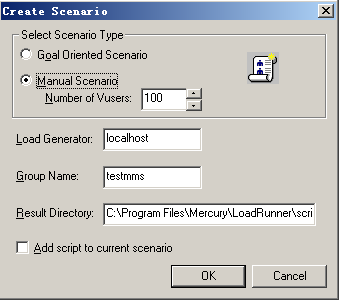 Create Scenario
Select Scenario Type
Goal Oriented Scenario
Manual Scenario
Number of Vusers: 100
Load Generator: localhost
Group Name: testmms
Result Directory: C:\Program Files\Mercury\LoadRunner\scri
Add script to current scenario
OK Cancel